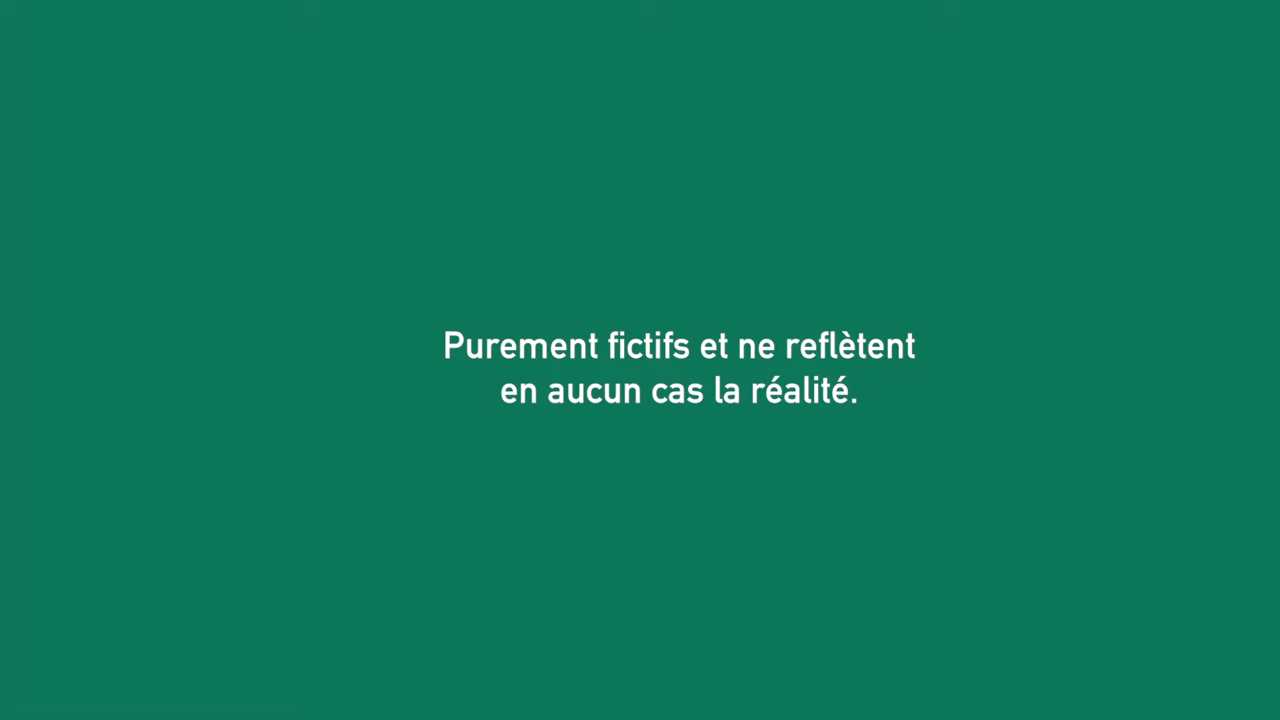 Purement fictifs et ne reflètent
en aucun cas la réalité.